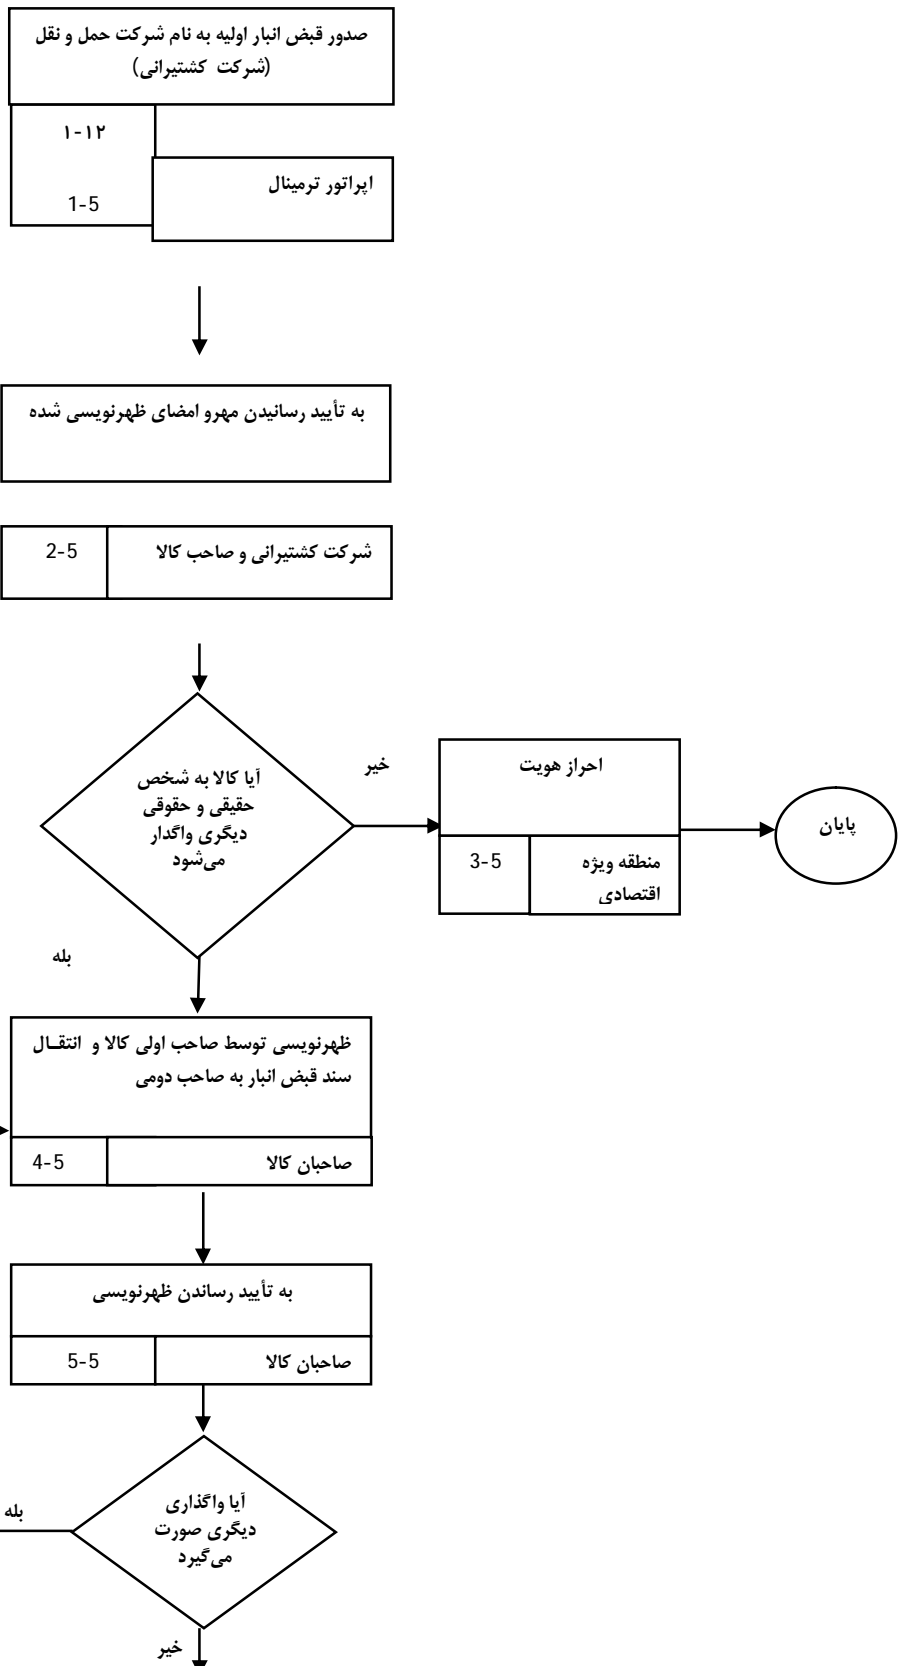 صدور قبض انبار اولیه به نام شرکت حمل و نقل
(شرکت کشتیرانی)
۱-۱۲
اپراتور ترمینال
1-5
به تأیید رسانیدن مهرو امضای ظهرنویسی شده
شرکت کشتیرانی و صاحب کالا
2-5
آیا کالا به شخص
حقیقی و حقوقی
دیگری واگدار
می‌شود
خیر
احراز هویت
منطقه ویژه
اقتصادی
3-5
پایان
بله
ظهرنویسی توسط صاحب اولی کالا و انتقـال
سند قبض انبار به صاحب دومی
صاحبان کالا
4-5
به تأیید رساندن ظهرنویسی
صاحبان کالا
5-5
آیا واگذاری
دیگری صورت
می‌گیرد
بله
خیر